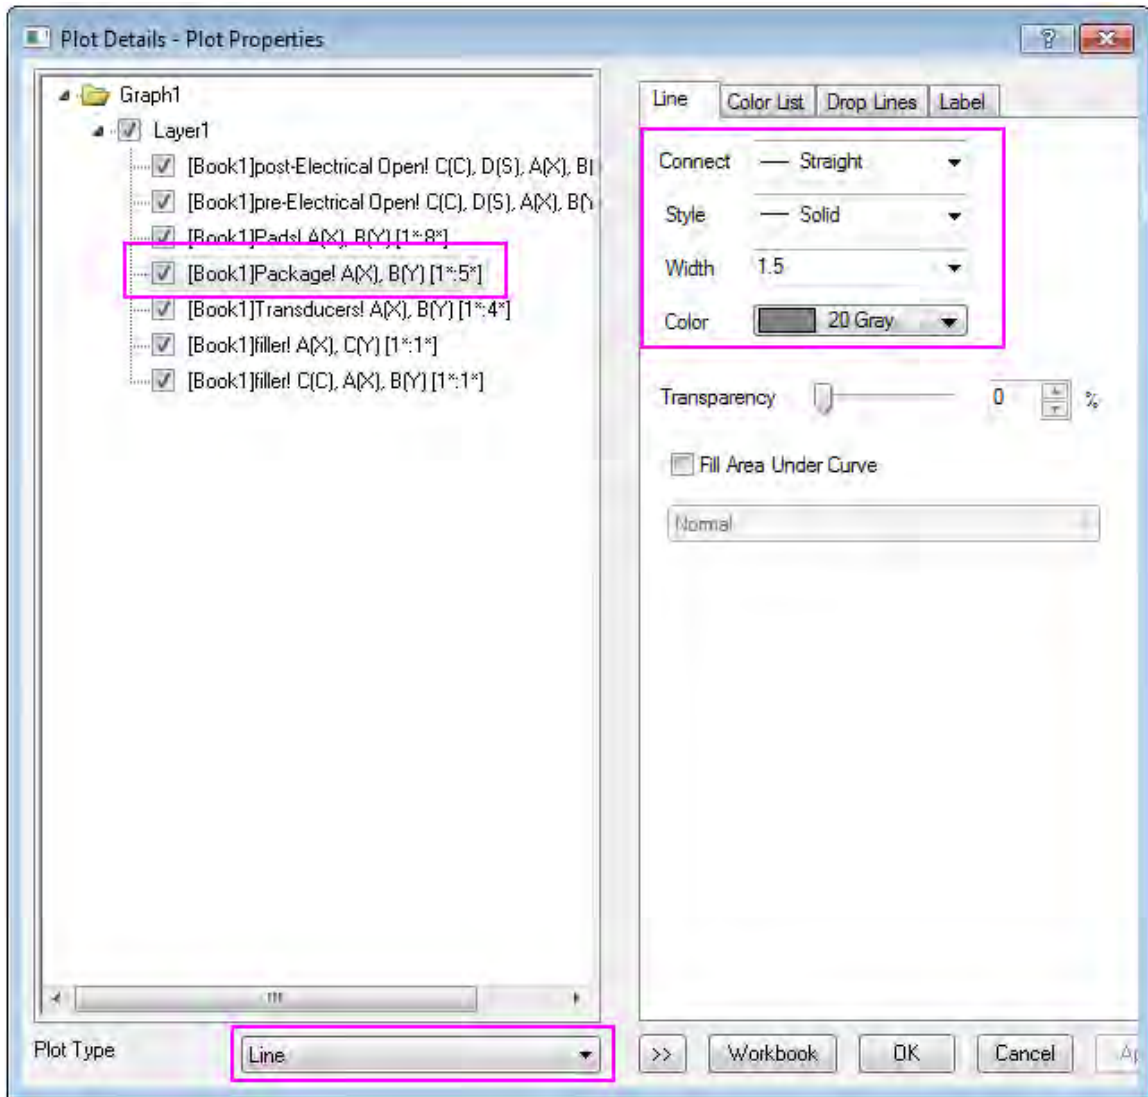 Plot Details - Plot Properties
Graph1
Layer1
[Book1]post-Electrical Open! C(C), D(S), A(X), B(
[Book1]pre-Electrical Open! C(C), D(S), A(X), B(Y
[Book1]Pads! A(X), B(Y) [1*:8*]
[Book1]Package! A(X), B(Y) [1*:5*]
[Book1]Transducers! A(X), B(Y) [1*:4*]
[Book1]filler! A(X), C(Y) [1*:1*]
[Book1]filler! C(C), A(X), B(Y) [1*:1*]
Plot Type
Line
Line Color List Drop Lines Label
Connect Straight
Style Solid
Width 1.5
Color 20 Gray
Transparency 0 %
Fill Area Under Curve
Normal
>> Workbook OK Cancel